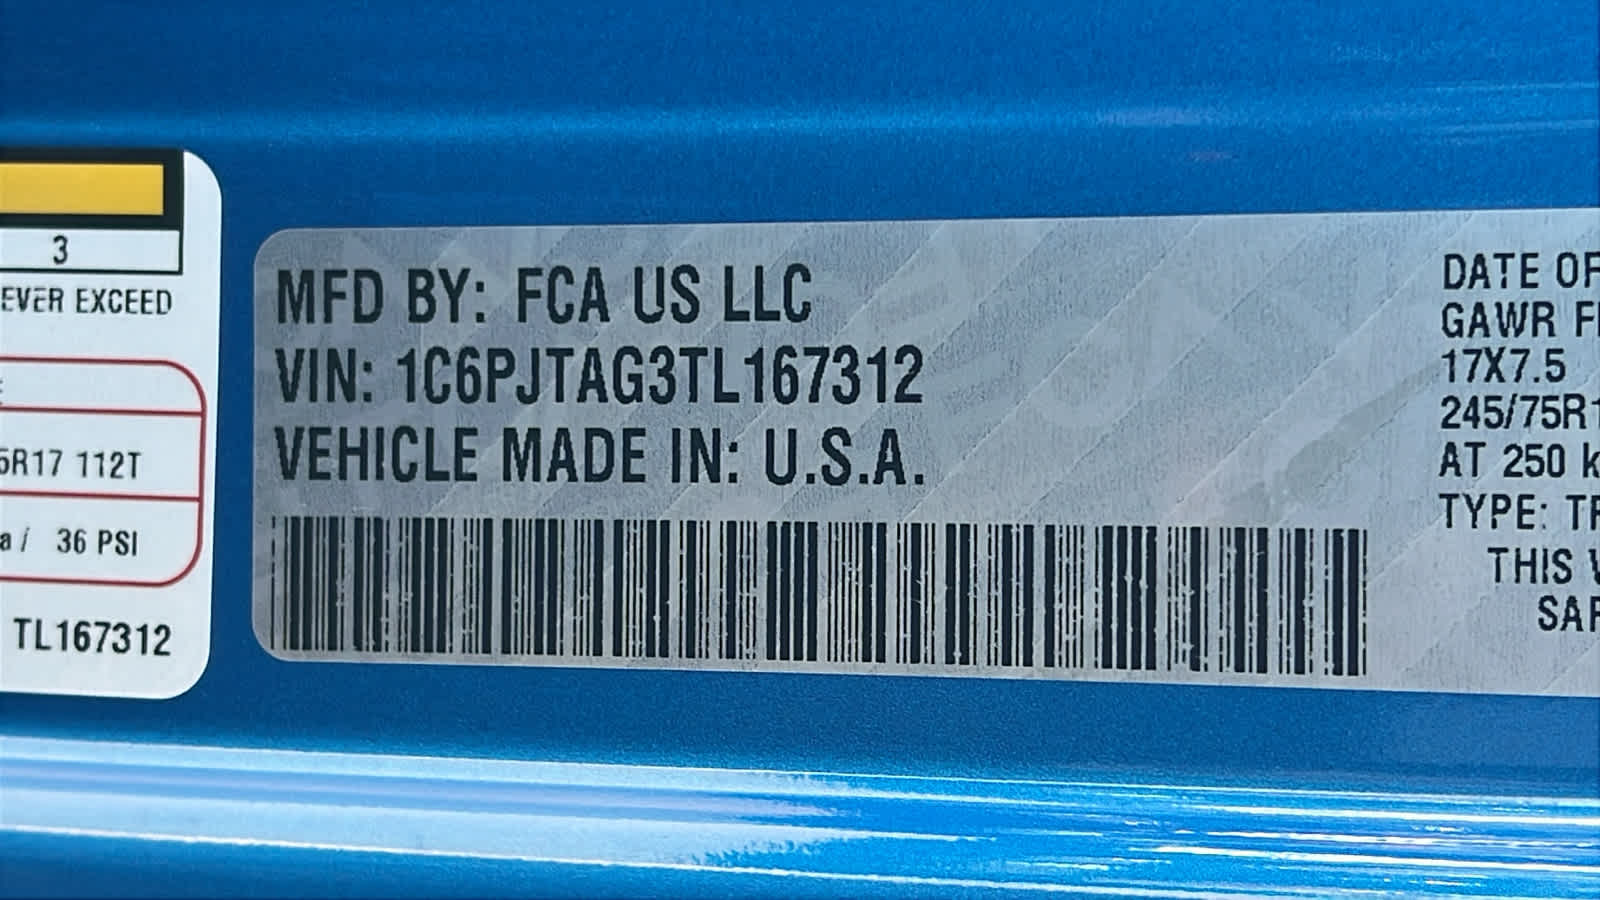 3
EVER EXCEED
5R17 112T
a / 36 PSI
TL167312
MFD BY: FCA US LLC
VIN: 1C6PJTAG3TL167312
VEHICLE MADE IN: U.S.A.
DATE OF
GAWR
17X7.5
245/75R1
AT 250
TYPE:
THIS